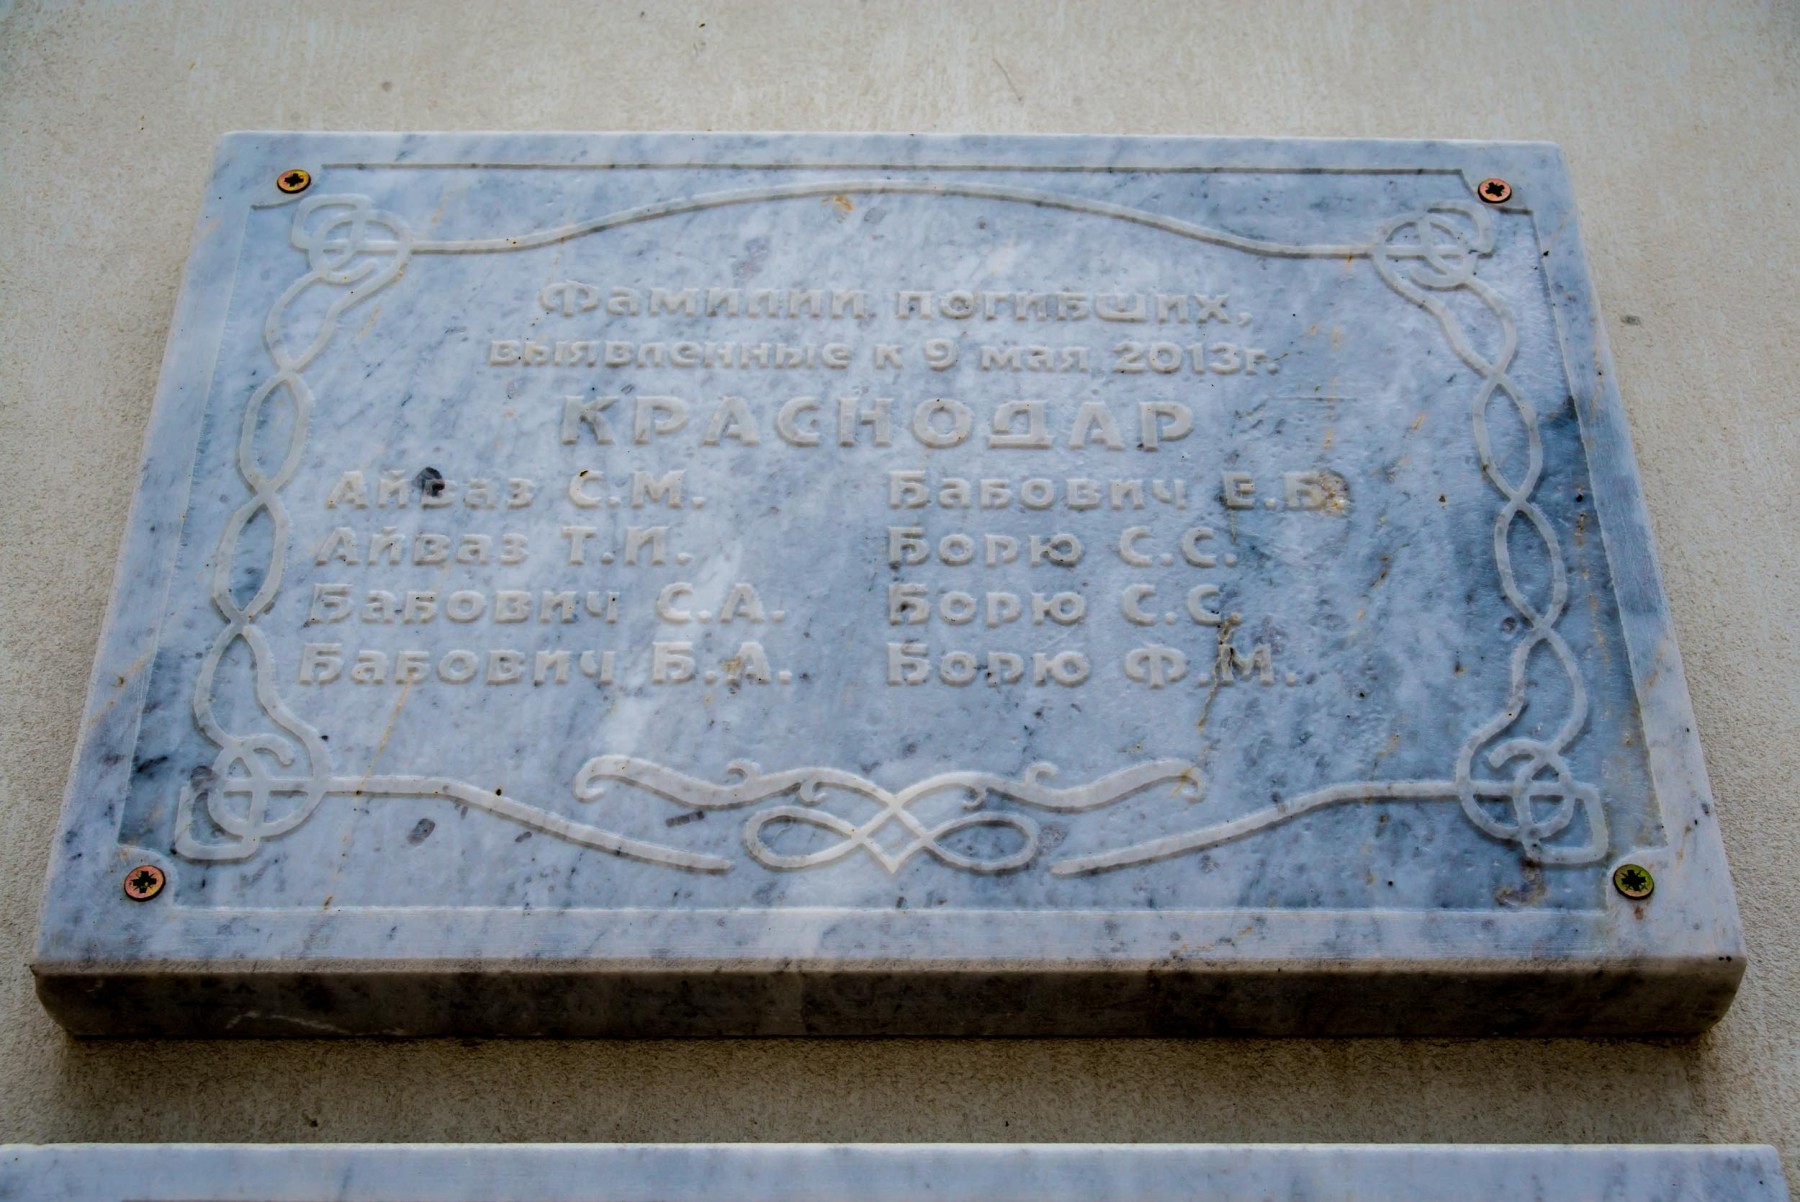 Фамилии погибших,
выявленные к 9 мая 2013г.
КРАСНОДАР
Айваз С.М.
Айваз Т.И.
Бабович С.А.
Бабович Б.А.
Бабович Е.Б.
Борю С.С.
Борю С.С.
Борю Ф.М.